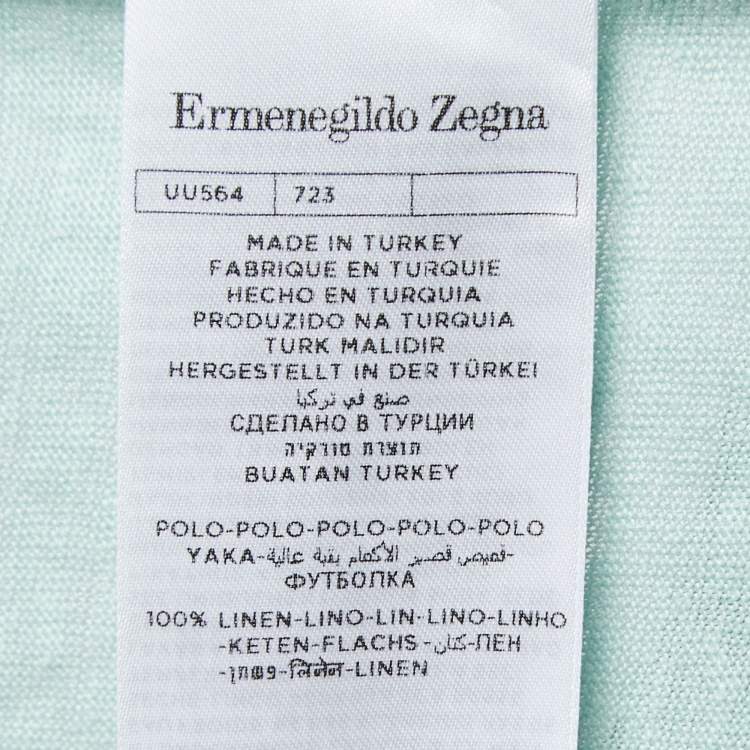 Ermenegildo Zegna
UU564 723
MADE IN TURKEY
FABRIQUE EN TURQUIE
HECHO EN TURQUIA
PRODUZIDO NA TURQUIA
TURK MALIDIR
HERGESTELLT IN DER TÜRKEI
صنع في تركيا
СДЕЛАНО В ТУРЦИИ
תוצרת טורקיה
BUATAN TURKEY
POLO-POLO-POLO-POLO-POLO
YAKA-قميص قصير الأكمام بقبة عالية-
ФУТБОЛКА
100% LINEN-LINO-LIN-LINO-LINHO
-KETEN-FLACHS-كتان-ЛЕН
-פשתן-लिनेन-LINEN